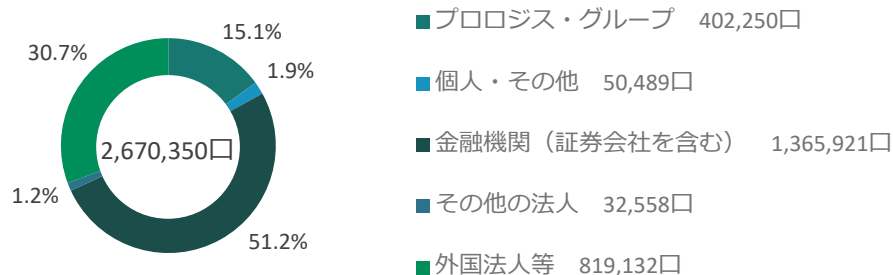 15.1%
1.9%
51.2%
1.2%
30.7%
2,670,350口
プロロジス・グループ 402,250口
個人・その他 50,489口
金融機関（証券会社を含む） 1,365,921口
その他の法人 32,558口
外国法人等 819,132口